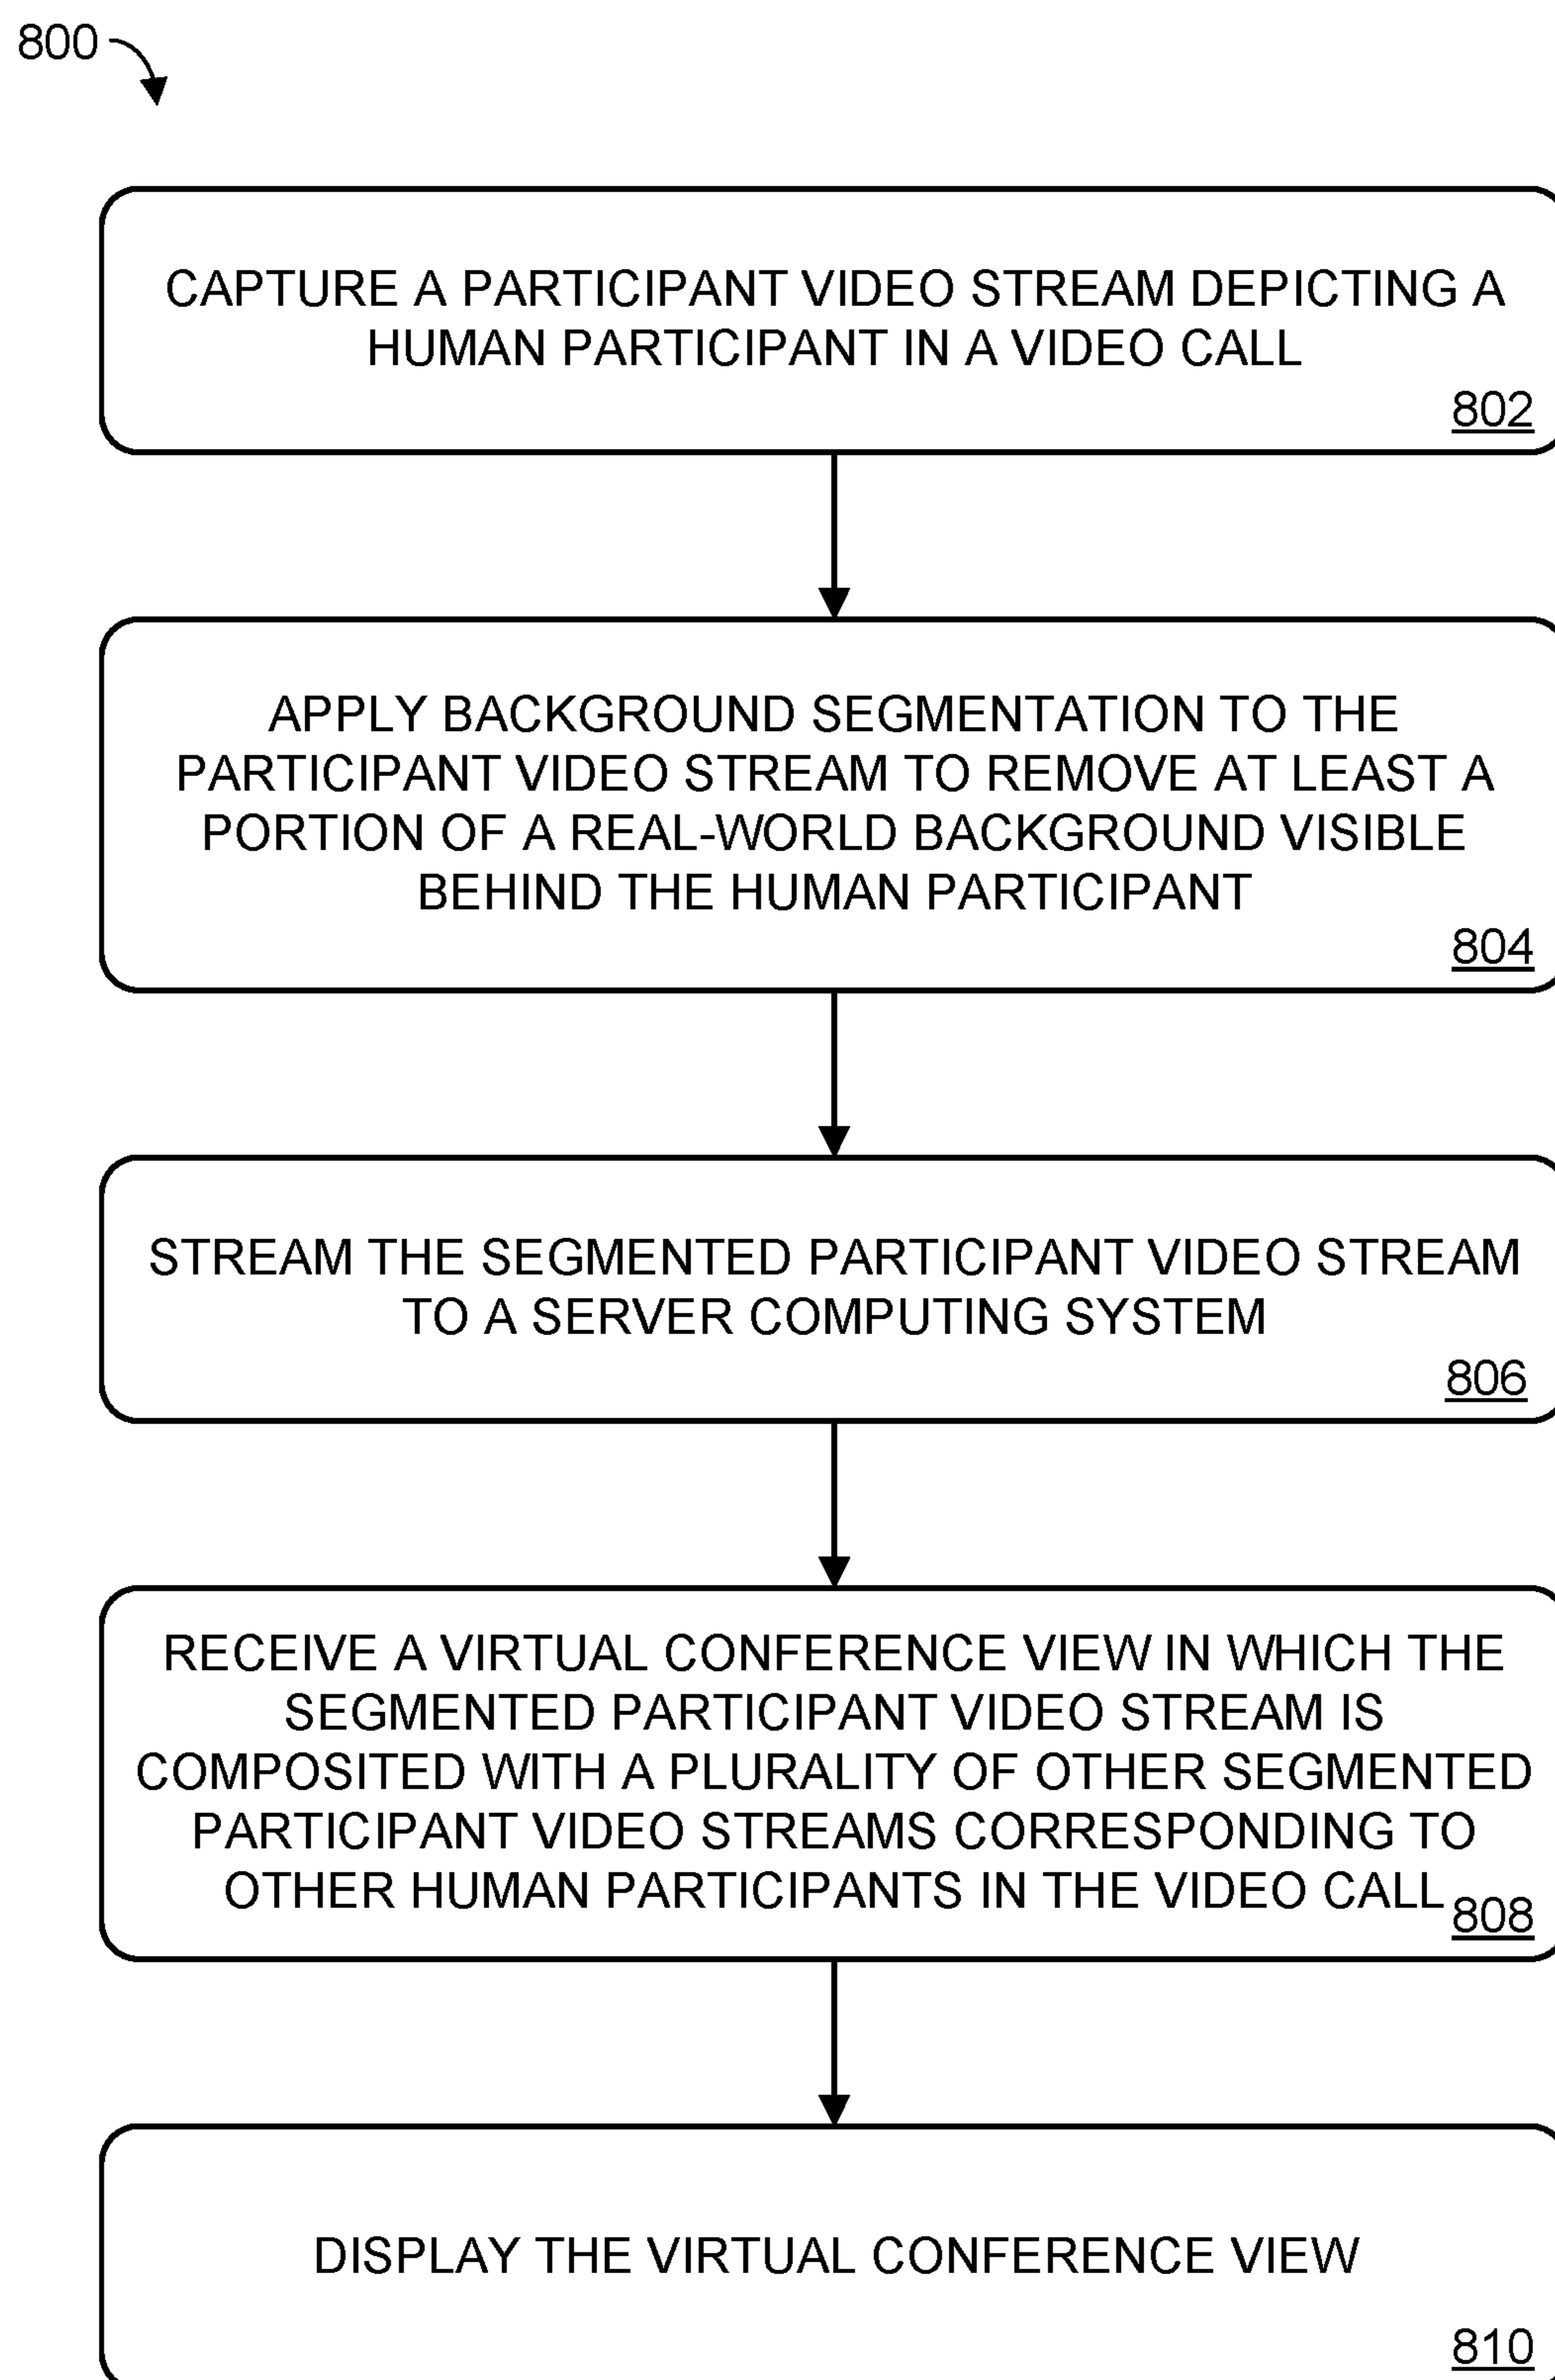 800
CAPTURE A PARTICIPANT VIDEO STREAM DEPICTING A
HUMAN PARTICIPANT IN A VIDEO CALL
802
APPLY BACKGROUND SEGMENTATION TO THE
PARTICIPANT VIDEO STREAM TO REMOVE AT LEAST A
PORTION OF A REAL-WORLD BACKGROUND VISIBLE
BEHIND THE HUMAN PARTICIPANT
804
STREAM THE SEGMENTED PARTICIPANT VIDEO STREAM
TO A SERVER COMPUTING SYSTEM
806
RECEIVE A VIRTUAL CONFERENCE VIEW IN WHICH THE
SEGMENTED PARTICIPANT VIDEO STREAM IS
COMPOSITED WITH A PLURALITY OF OTHER SEGMENTED
PARTICIPANT VIDEO STREAMS CORRESPONDING TO
OTHER HUMAN PARTICIPANTS IN THE VIDEO CALL
808
DISPLAY THE VIRTUAL CONFERENCE VIEW
810